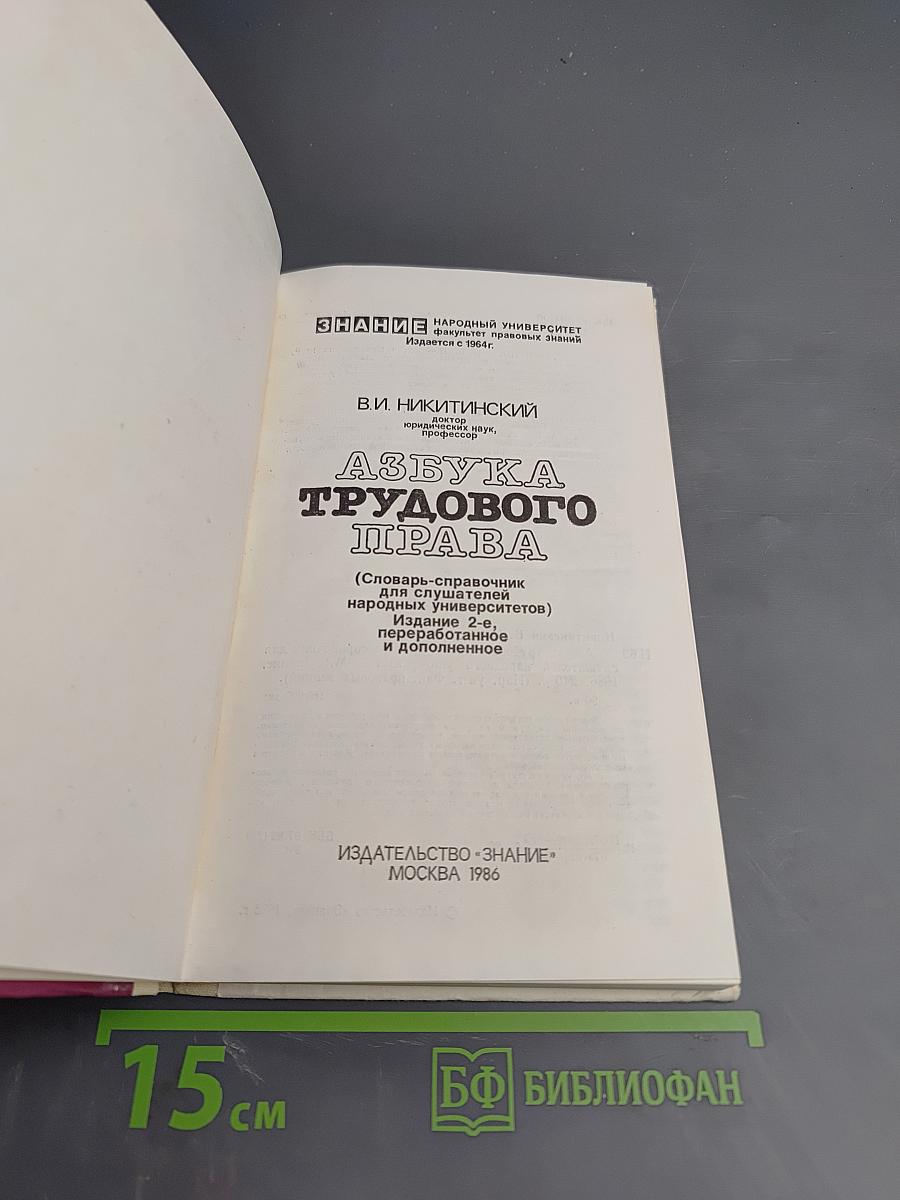 ЗНАНИЕ НАРОДНЫЙ УНИВЕРСИТЕТ
факультет правовых знаний
Издается с 1964г.
В.И. НИКИТИНСКИЙ
доктор
юридических наук,
профессор
АЗБУКА
ТРУДОВОГО
ПРАВА
(Словарь-справочник
для слушателей
народных университетов)
Издание 2-е,
переработанное
и дополненное
ИЗДАТЕЛЬСТВО «ЗНАНИЕ»
МОСКВА 1986
15 см
БФ БИБЛИОФАН